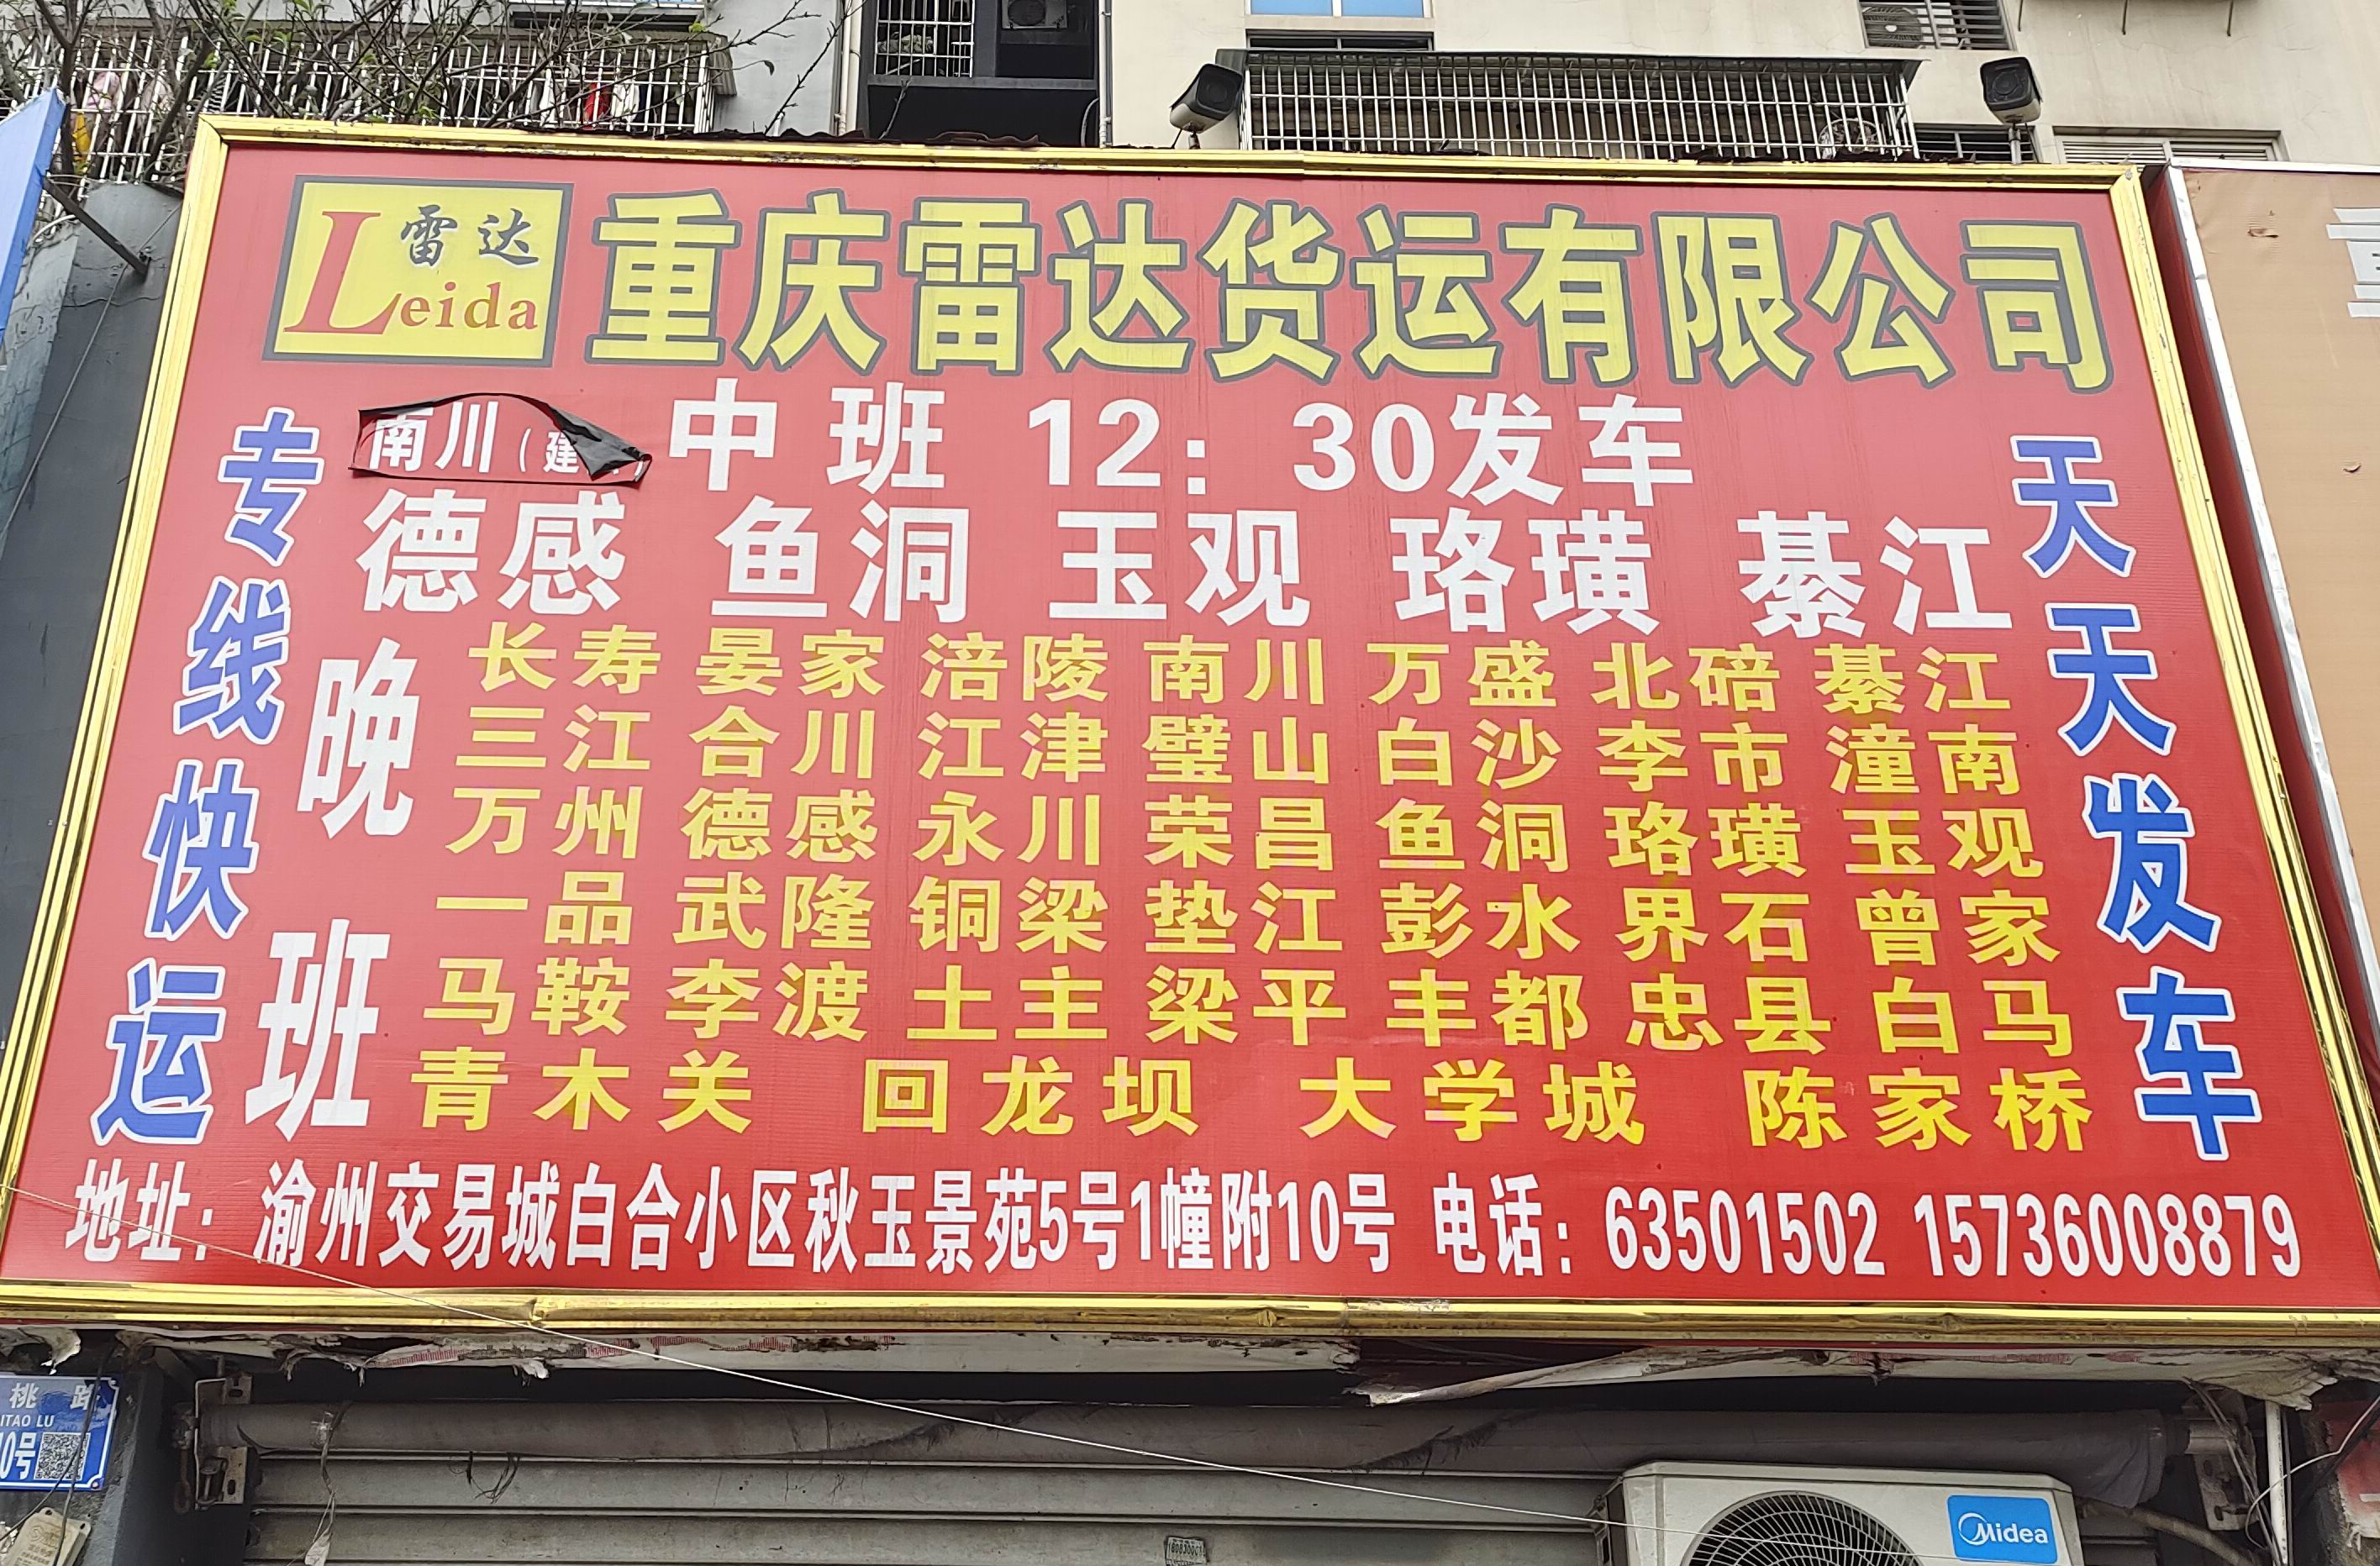 雷达
Leida
重庆雷达货运有限公司
专线快运
南川（建
中班 12：30发车
德感 鱼洞 玉观 珞璜 綦江
晚班
长寿 晏家 涪陵 南川 万盛 北碚 綦江
三江 合川 江津 璧山 白沙 李市 潼南
万州 德感 永川 荣昌 鱼洞 珞璜 玉观
一品 武隆 铜梁 垫江 彭水 界石 曾家
马鞍 李渡 土主 梁平 丰都 忠县 白马
青木关 回龙坝 大学城 陈家桥
天天发车
地址：渝州交易城白合小区秋玉景苑5号1幢附10号 电话：63501502 15736008879
桃 路
ITAO LU
0号
Midea